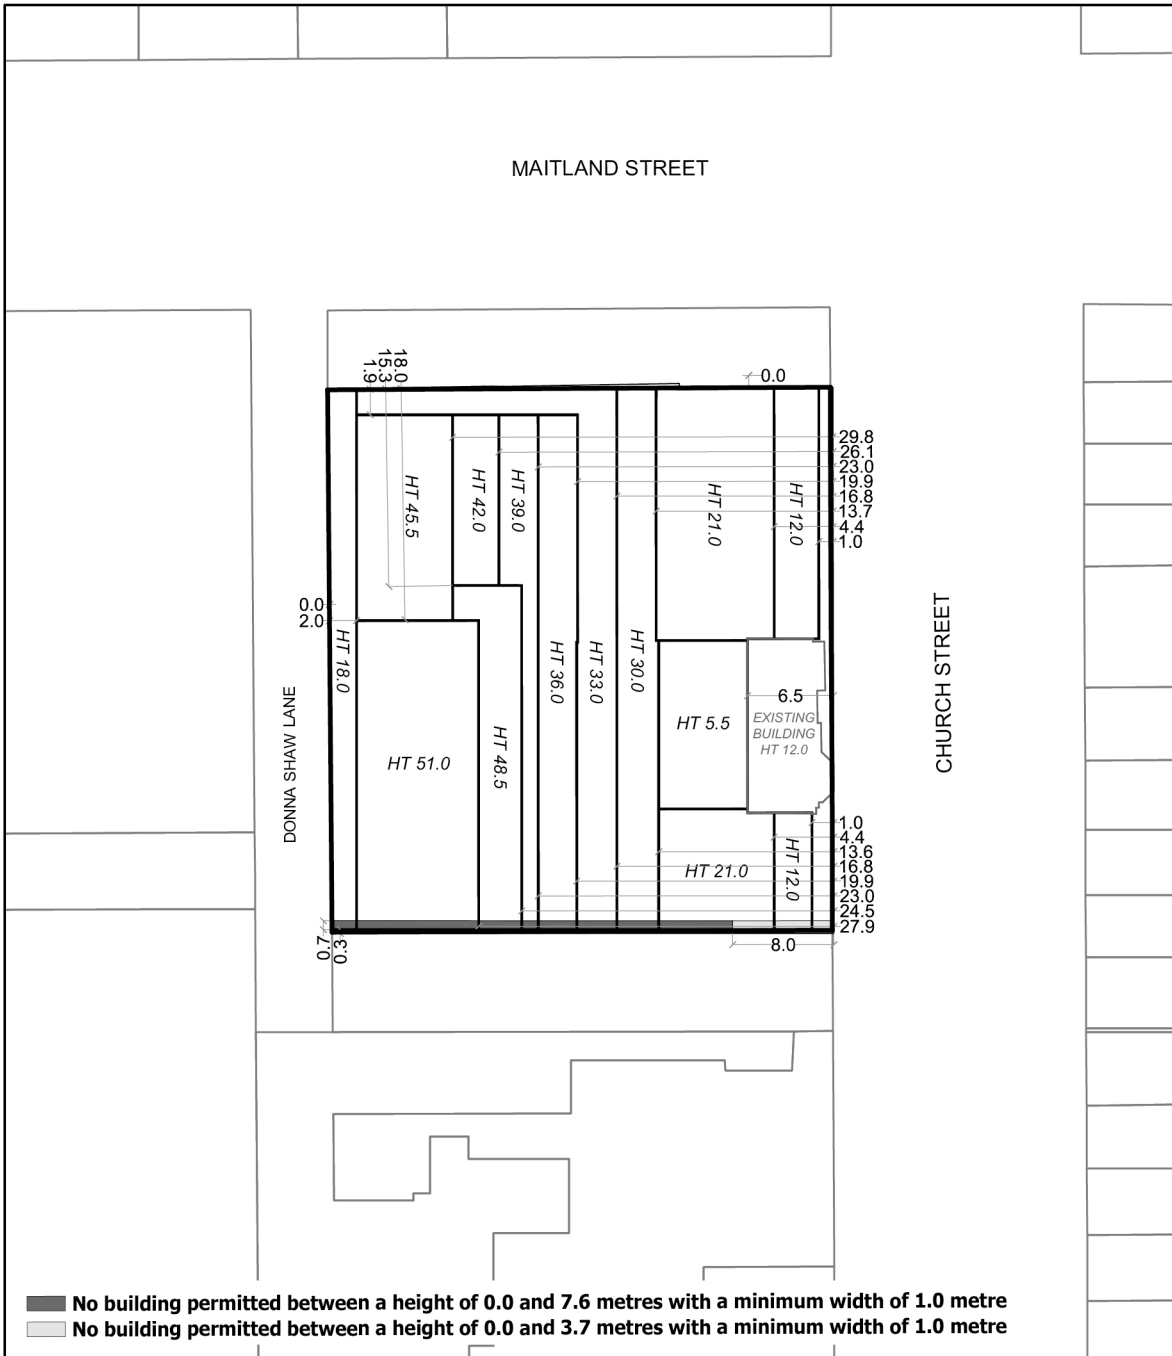 MAITLAND STREET
18.0
15.3
1.9
0.0
29.8
26.1
23.0
19.9
16.8
13.7
4.4
1.0
HT 45.5
HT 42.0
HT 39.0
HT 21.0
HT 12.0
0.0
2.0
HT 18.0
HT 36.0
HT 33.0
HT 30.0
CHURCH STREET
DONNA SHAW LANE
HT 51.0
HT 48.5
HT 5.5
6.5
EXISTING
BUILDING
HT 12.0
1.0
4.4
13.6
16.8
19.9
23.0
24.5
27.9
HT 21.0
HT 12.0
0.7
0.3
8.0
No building permitted between a height of 0.0 and 7.6 metres with a minimum width of 1.0 metre
No building permitted between a height of 0.0 and 3.7 metres with a minimum width of 1.0 metre